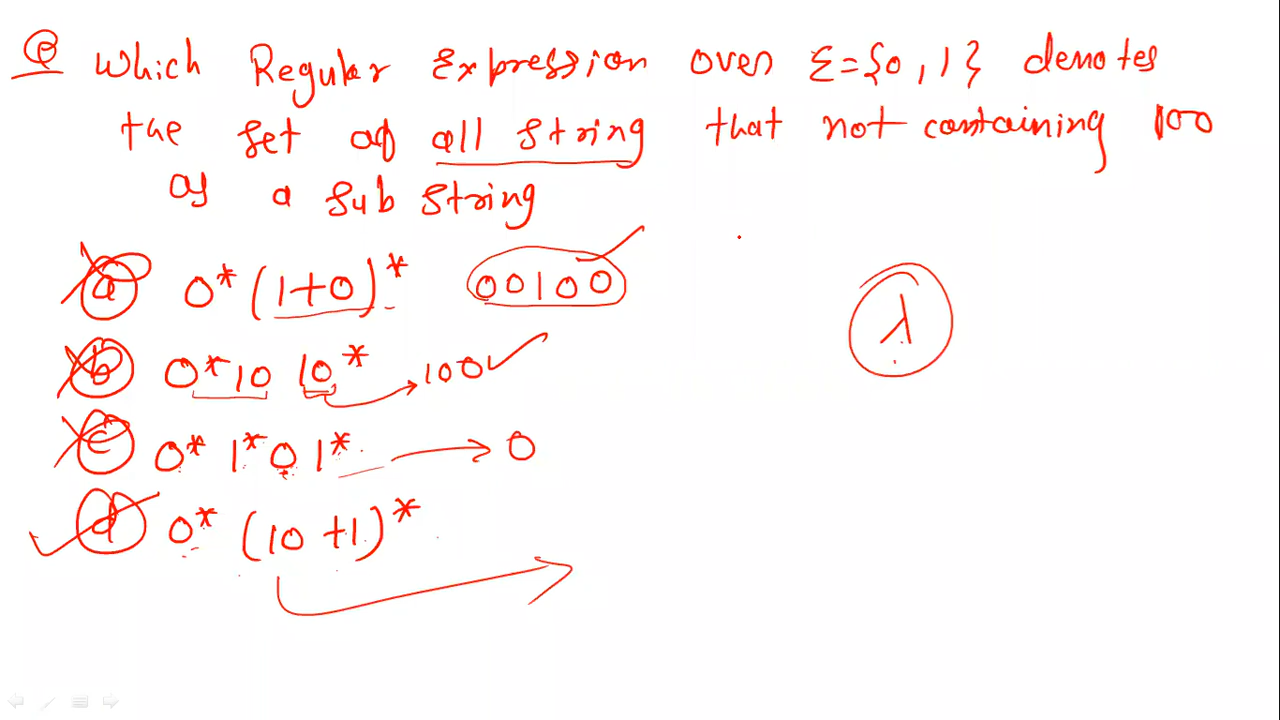 Q Which Regular Expression over Σ={0,1} denotes
the set of all string that not containing 100
as a sub string
a 0*(1+0)* 00100
λ
b 0*10 10* 100
c 0* 1*0 1* 0
d 0* (10+1)*